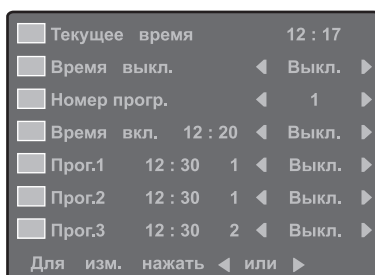 Текущее время 12 : 17
Время выкл. ◀ Выкл. ▶
Номер прогр. ◀ 1 ▶
Время вкл. 12 : 20 ◀ Выкл. ▶
Прог.1 12 : 30 1 ◀ Выкл. ▶
Прог.2 12 : 30 1 ◀ Выкл. ▶
Прог.3 12 : 30 2 ◀ Выкл. ▶
Для изм. нажать ◀ или ▶